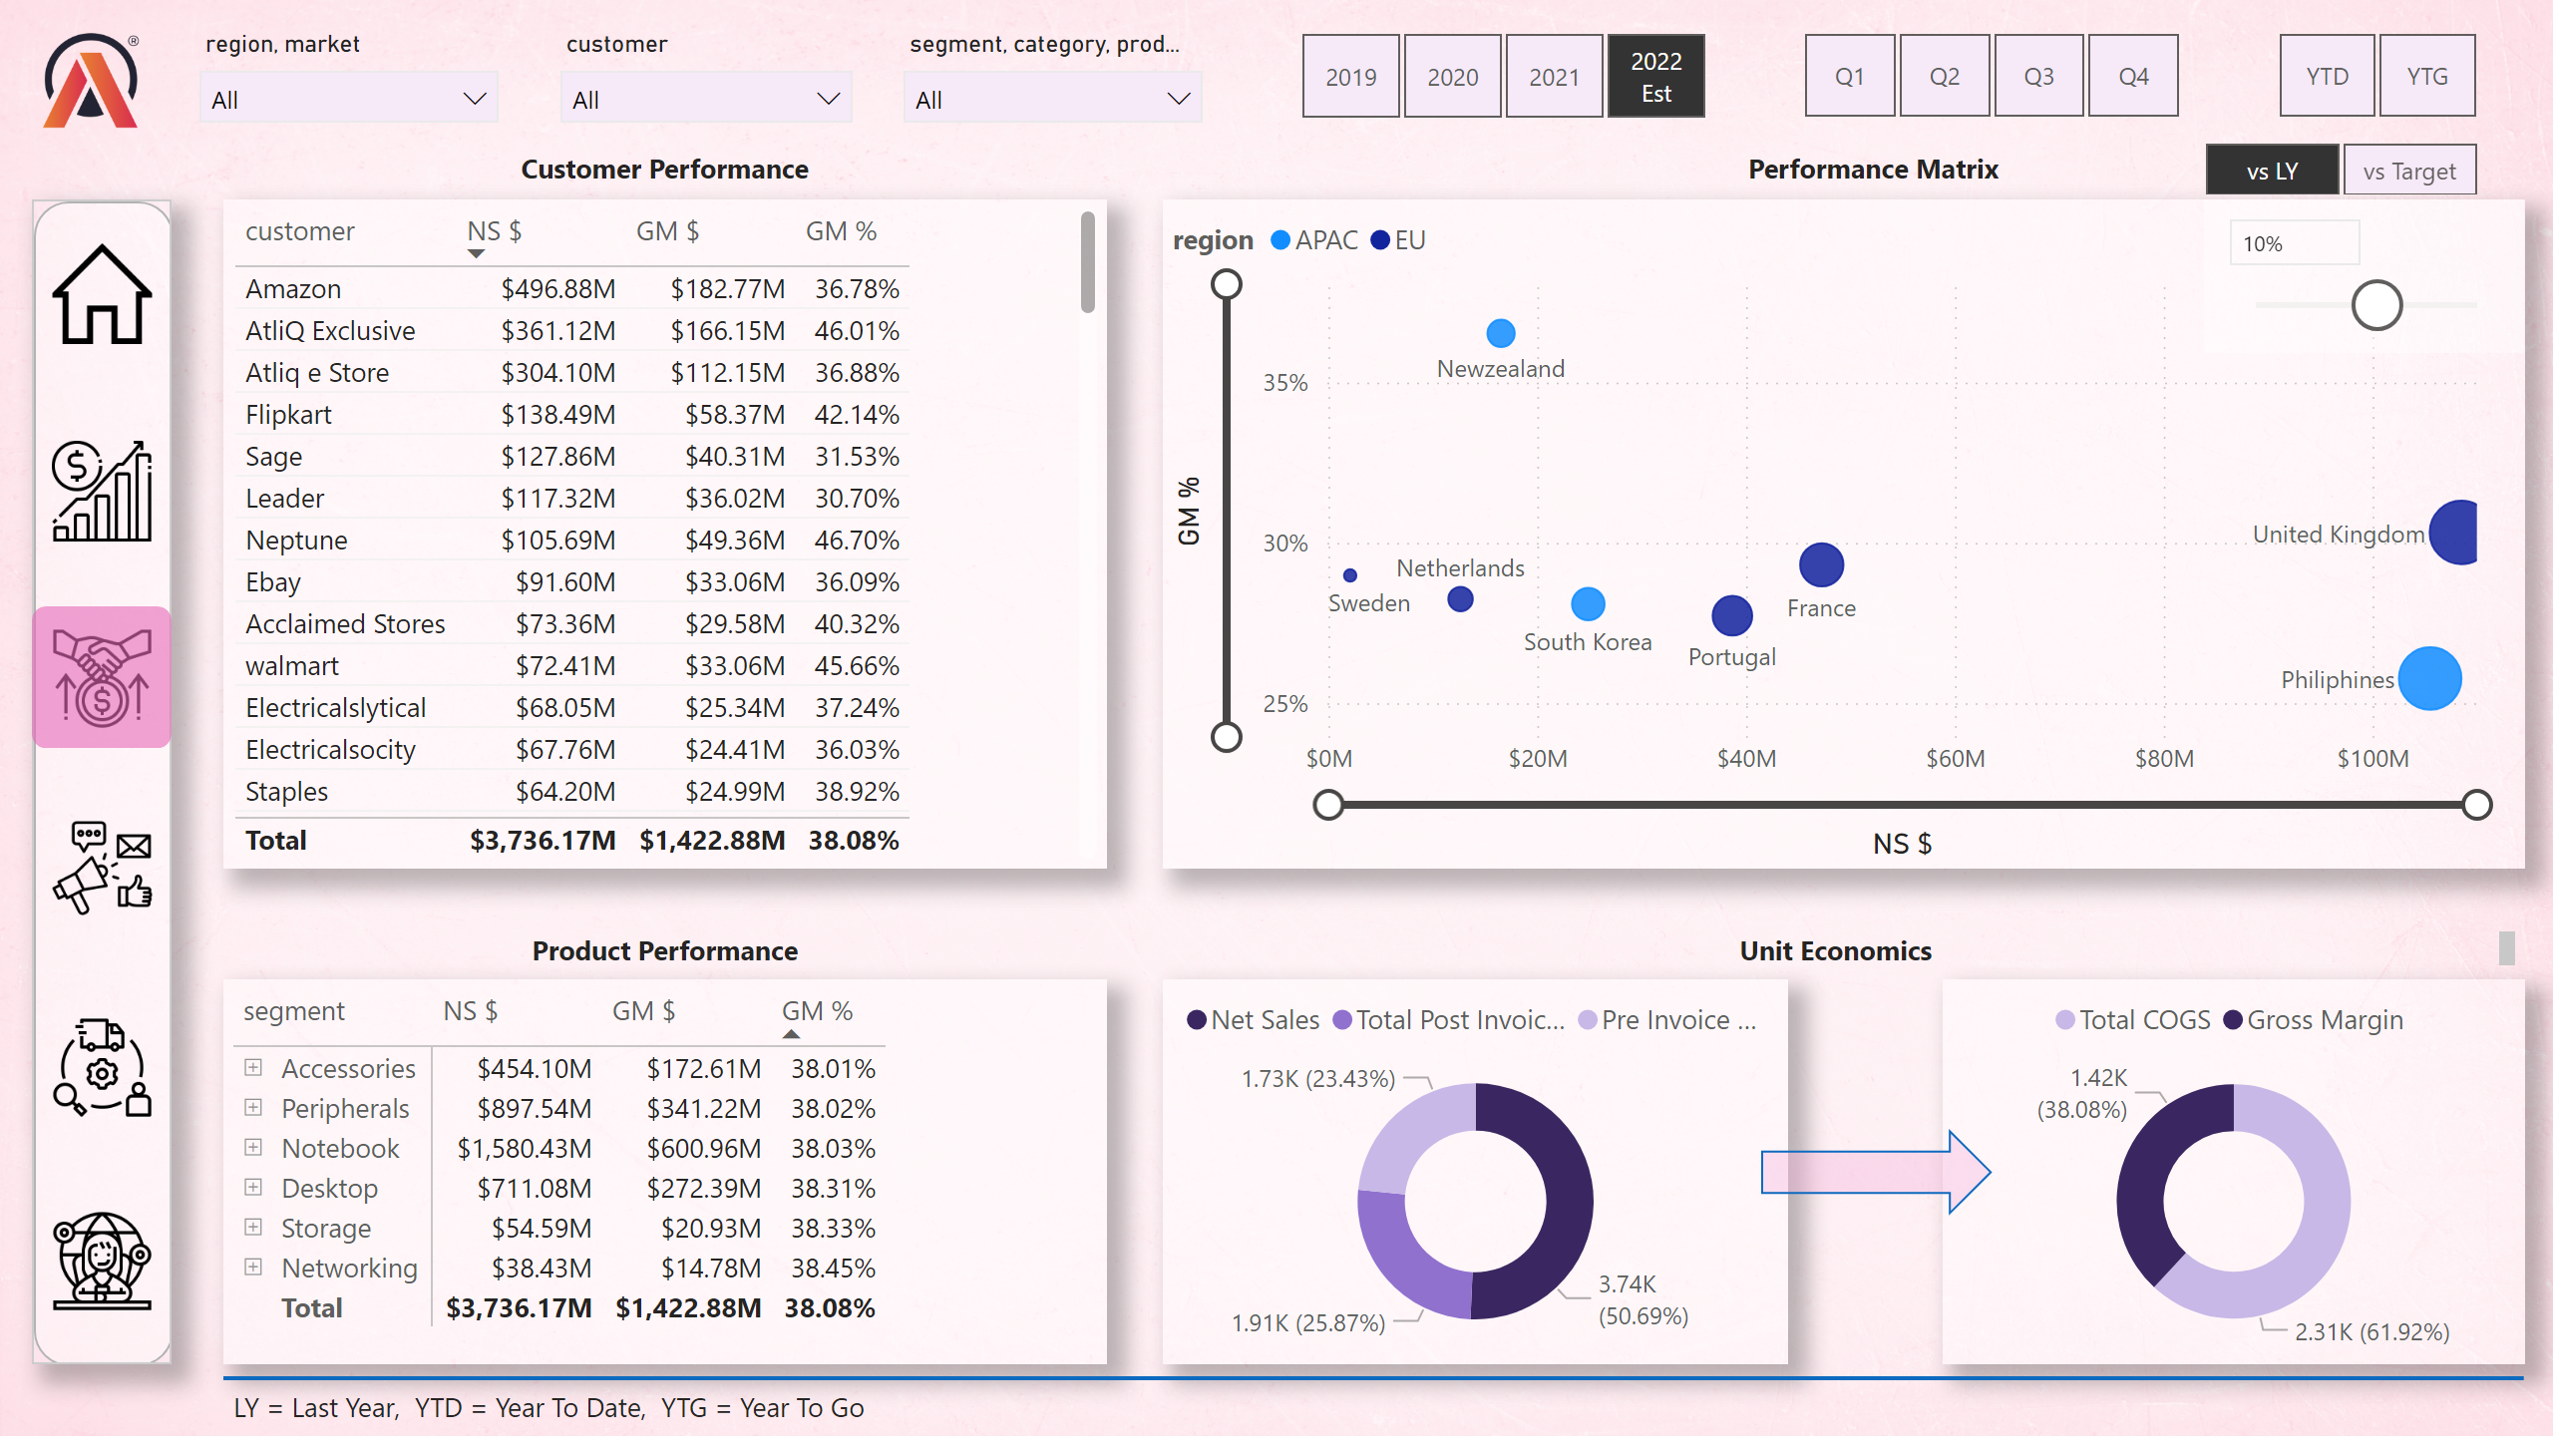 ®
region, market
customer
segment, category, prod...
All
All
All
2019
2020
2021
2022
Est
Q1
Q2
Q3
Q4
YTD
YTG
vs LY
vs Target
Customer Performance
customer NS $ GM $ GM %
Amazon $496.88M $182.77M 36.78%
AtliQ Exclusive $361.12M $166.15M 46.01%
Atliq e Store $304.10M $112.15M 36.88%
Flipkart $138.49M $58.37M 42.14%
Sage $127.86M $40.31M 31.53%
Leader $117.32M $36.02M 30.70%
Neptune $105.69M $49.36M 46.70%
Ebay $91.60M $33.06M 36.09%
Acclaimed Stores $73.36M $29.58M 40.32%
walmart $72.41M $33.06M 45.66%
Electricalslytical $68.05M $25.34M 37.24%
Electricalsocity $67.76M $24.41M 36.03%
Staples $64.20M $24.99M 38.92%
Total $3,736.17M $1,422.88M 38.08%
Performance Matrix
region APAC EU
10%
GM %
35%
30%
25%
Newzealand
United Kingdom
Netherlands
Sweden
South Korea
Portugal
France
Philiphines
$0M $20M $40M $60M $80M $100M
NS $
Product Performance
segment NS $ GM $ GM %
Accessories $454.10M $172.61M 38.01%
Peripherals $897.54M $341.22M 38.02%
Notebook $1,580.43M $600.96M 38.03%
Desktop $711.08M $272.39M 38.31%
Storage $54.59M $20.93M 38.33%
Networking $38.43M $14.78M 38.45%
Total $3,736.17M $1,422.88M 38.08%
Unit Economics
Net Sales Total Post Invoic... Pre Invoice ...
1.73K (23.43%)
1.91K (25.87%)
3.74K
(50.69%)
Total COGS Gross Margin
1.42K
(38.08%)
2.31K (61.92%)
LY = Last Year, YTD = Year To Date, YTG = Year To Go